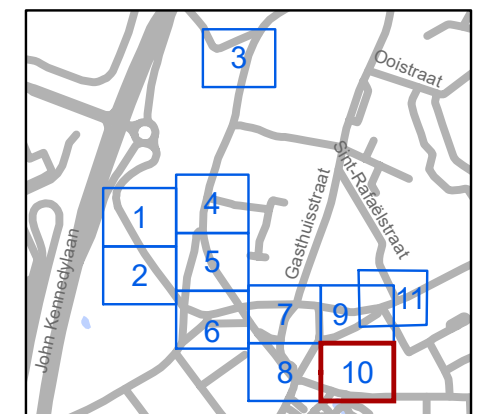 3
Ooistraat
Sint-Rafaëlstraat
Gasthuisstraat
John Kennedylaan
1
4
2
5
6
7
9
11
8
10